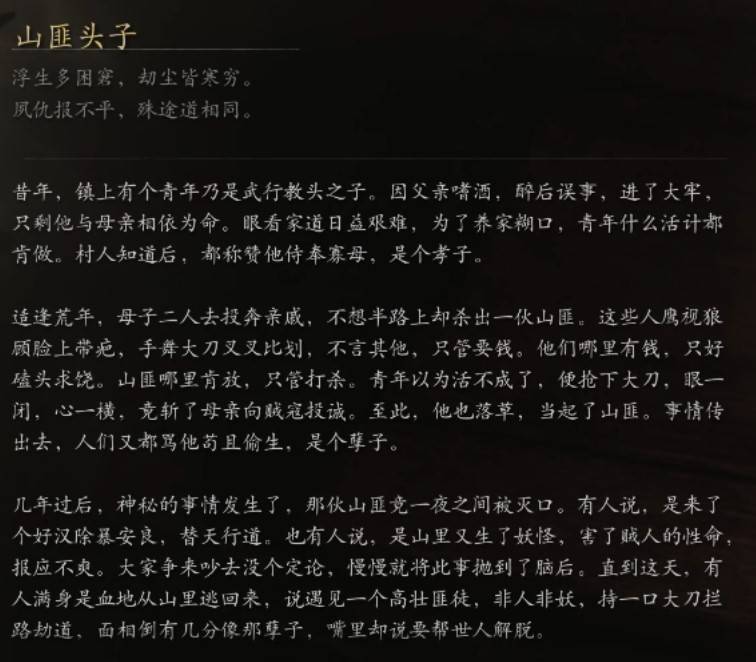 山匪头子
浮生多困窘，劫尘皆寒穷。
夙仇报不平，殊途道相同。
昔年，镇上有个青年乃是武行教头之子。因父亲嗜酒，醉后误事，进了大牢，
只剩他与母亲相依为命。眼看家道日益艰难，为了养家糊口，青年什么活计都
肯做。村人知道后，都称赞他侍奉寡母，是个孝子。
适逢荒年，母子二人去投奔亲戚，不想半路上却杀出一伙山匪。这些人鹰视狼
顾脸上带疤，手舞大刀叉叉比划，不言其他，只管要钱。他们哪里有钱，只好
磕头求饶。山匪哪里肯放，只管打杀。青年以为活不成了，便抢下大刀，眼一
闭，心一横，竟斩了母亲向贼寇投诚。至此，他也落草，当起了山匪。事情传
出去，人们又都骂他苟且偷生，是个孽子。
几年过后，神秘的事情发生了，那伙山匪竟一夜之间被灭口。有人说，是来了
个好汉除暴安良，替天行道。也有人说，是山里又生了妖怪，害了贼人的性命，
报应不爽。大家争来吵去没个定论，慢慢就将此事抛到了脑后。直到这天，有
人满身是血地从山里逃回来，说遇见一个高壮匪徒，非人非妖，持一口大刀拦
路劫道，面相倒有几分像那孽子，嘴里却说要帮世人解脱。